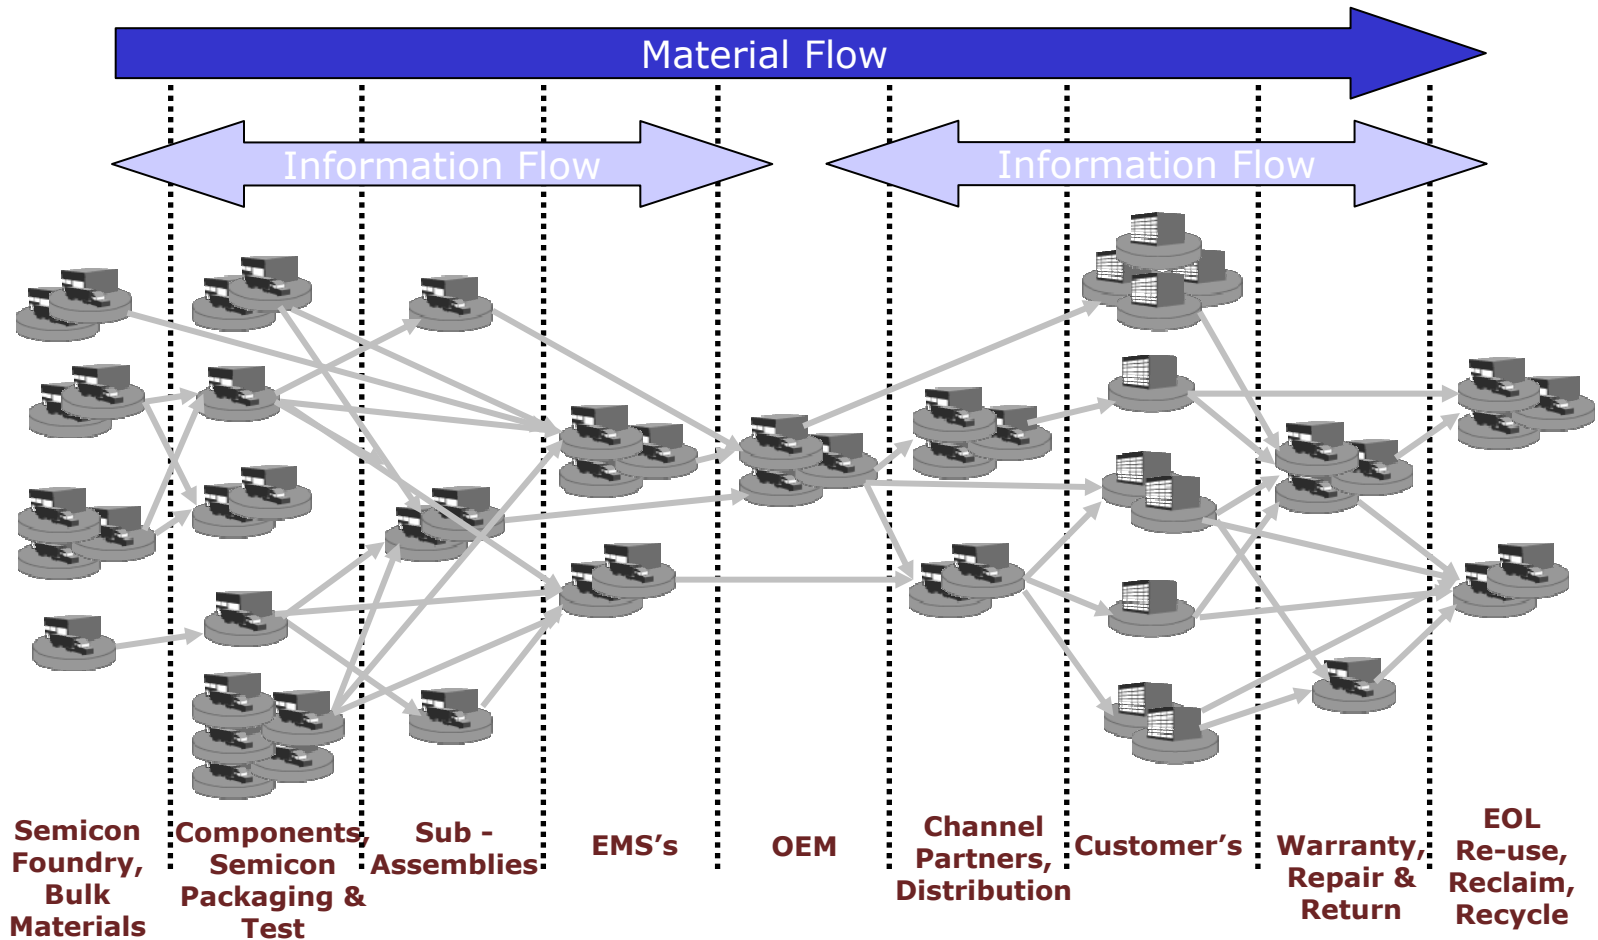 Material Flow
Information Flow
Information Flow
Semicon
Foundry,
Bulk
Materials
Components,
Semicon
Packaging &
Test
Sub -
Assemblies
EMS’s
OEM
Channel
Partners,
Distribution
Customer’s
Warranty,
Repair &
Return
EOL
Re-use,
Reclaim,
Recycle